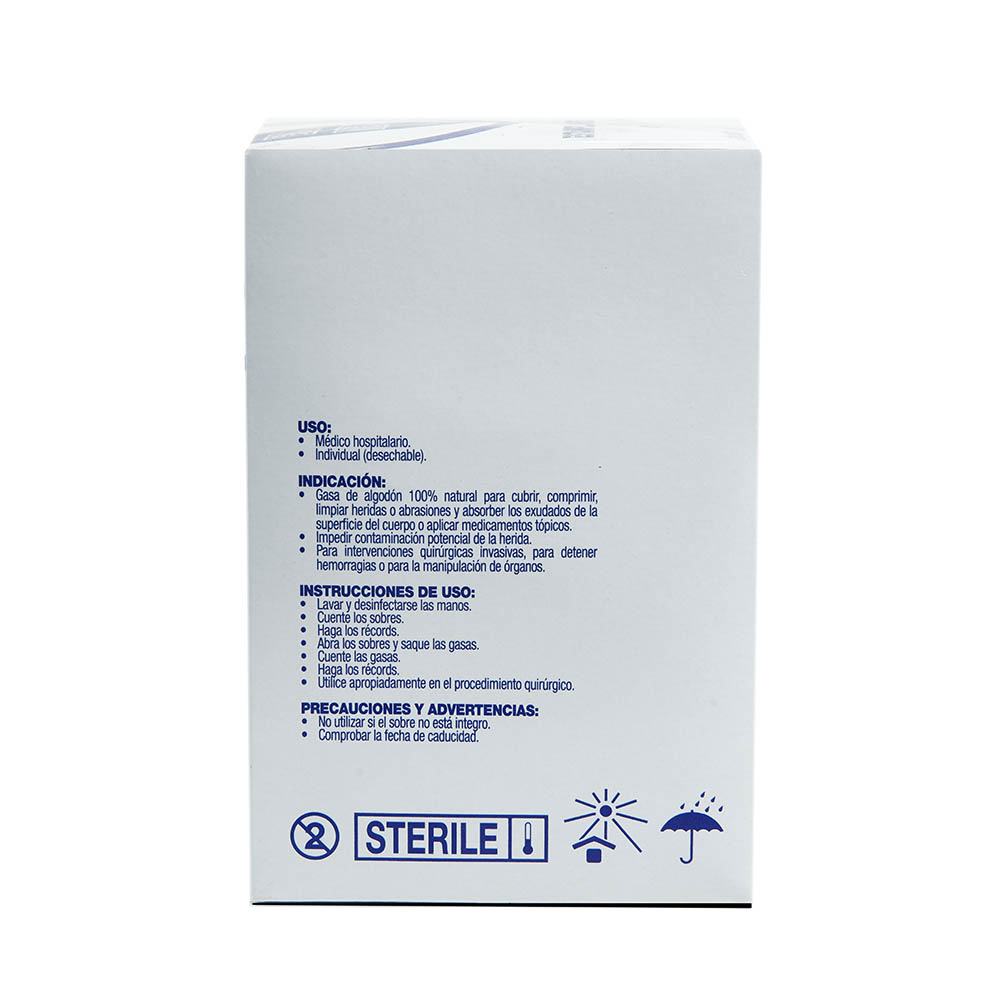 USO:
• Médico hospitalario.
• Individual (desechable).
INDICACIÓN:
• Gasa de algodón 100% natural para cubrir, comprimir,
limpiar heridas o abrasiones y absorber los exudados de la
superficie del cuerpo o aplicar medicamentos tópicos.
• Impedir contaminación potencial de la herida.
• Para intervenciones quirúrgicas invasivas, para detener
hemorragias o para la manipulación de órganos.
INSTRUCCIONES DE USO:
• Lavar y desinfectarse las manos.
• Cuente los sobres.
• Haga los récords.
• Abra los sobres y saque las gasas.
• Cuente las gasas.
• Haga los récords.
• Utilice apropiadamente en el procedimiento quirúrgico.
PRECAUCIONES Y ADVERTENCIAS:
• No utilizar si el sobre no está integro.
• Comprobar la fecha de caducidad.
2 STERILE